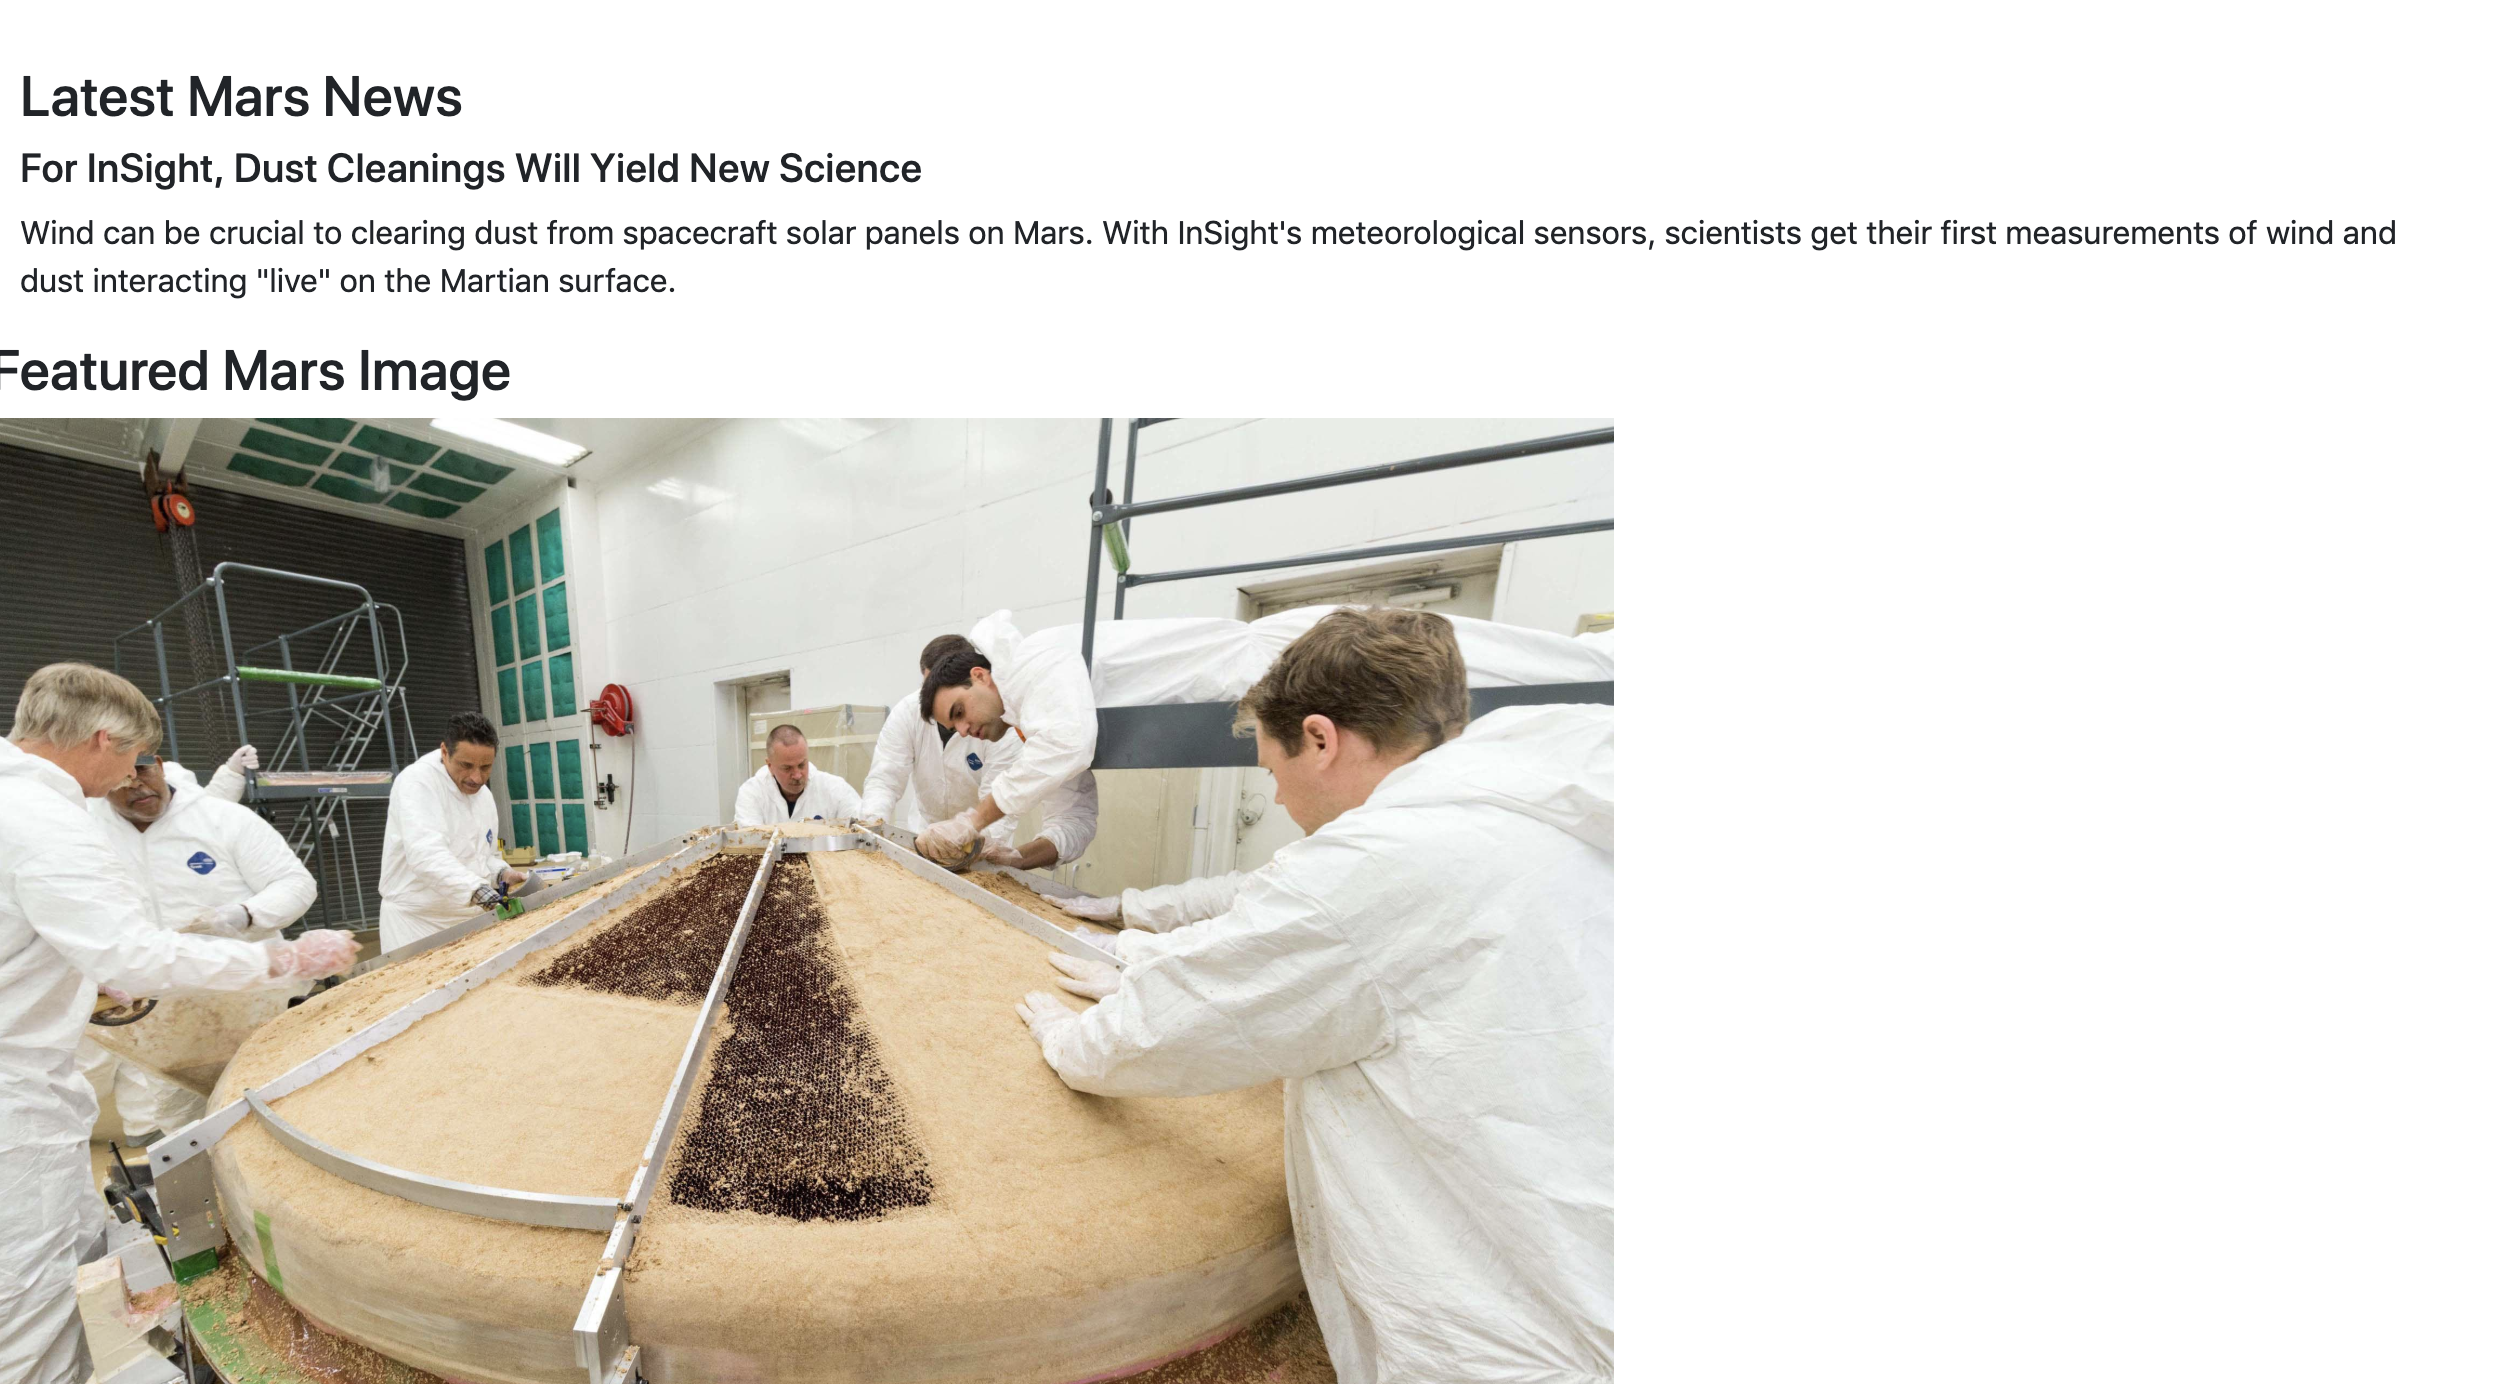 Latest Mars News
For InSight, Dust Cleanings Will Yield New Science
Wind can be crucial to clearing dust from spacecraft solar panels on Mars. With InSight's meteorological sensors, scientists get their first measurements of wind and
dust interacting "live" on the Martian surface.
Featured Mars Image